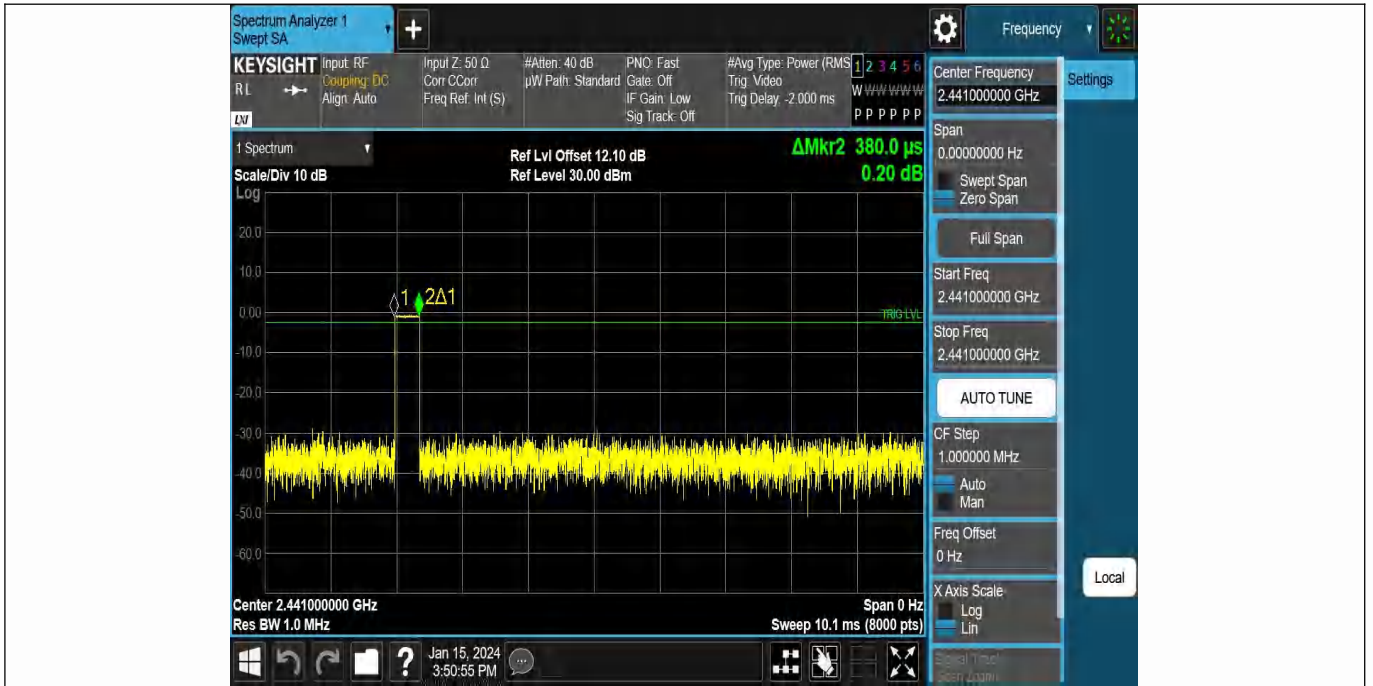 Spectrum Analyzer 1
Swept SA
+
Frequency
KEYSIGHT
RL
LXI
Input: RF
Coupling: DC
Align: Auto
Input Z: 50 Ω
Corr CCorr
Freq Ref: Int (S)
#Atten: 40 dB
µW Path: Standard
PNO: Fast
Gate: Off
IF Gain: Low
Sig Track: Off
#Avg Type: Power (RMS
Trig: Video
Trig Delay: -2.000 ms
1 2 3 4 5 6
W W W W W W
P P P P P P
1 Spectrum
Scale/Div 10 dB
Ref Lvl Offset 12.10 dB
Ref Level 30.00 dBm
ΔMkr2 380.0 µs
0.20 dB
Log
20.0
10.0
0.00
-10.0
-20.0
-30.0
-40.0
-50.0
-60.0
1
2Δ1
TRIG LVL
Center 2.441000000 GHz
Res BW 1.0 MHz
Span 0 Hz
Sweep 10.1 ms (8000 pts)
Center Frequency
2.441000000 GHz
Settings
Span
0.00000000 Hz
Swept Span
Zero Span
Full Span
Start Freq
2.441000000 GHz
Stop Freq
2.441000000 GHz
AUTO TUNE
CF Step
1.000000 MHz
Auto
Man
Freq Offset
0 Hz
X Axis Scale
Log
Lin
Signal Track
Span Zoom
Local
?
Jan 15, 2024
3:50:55 PM